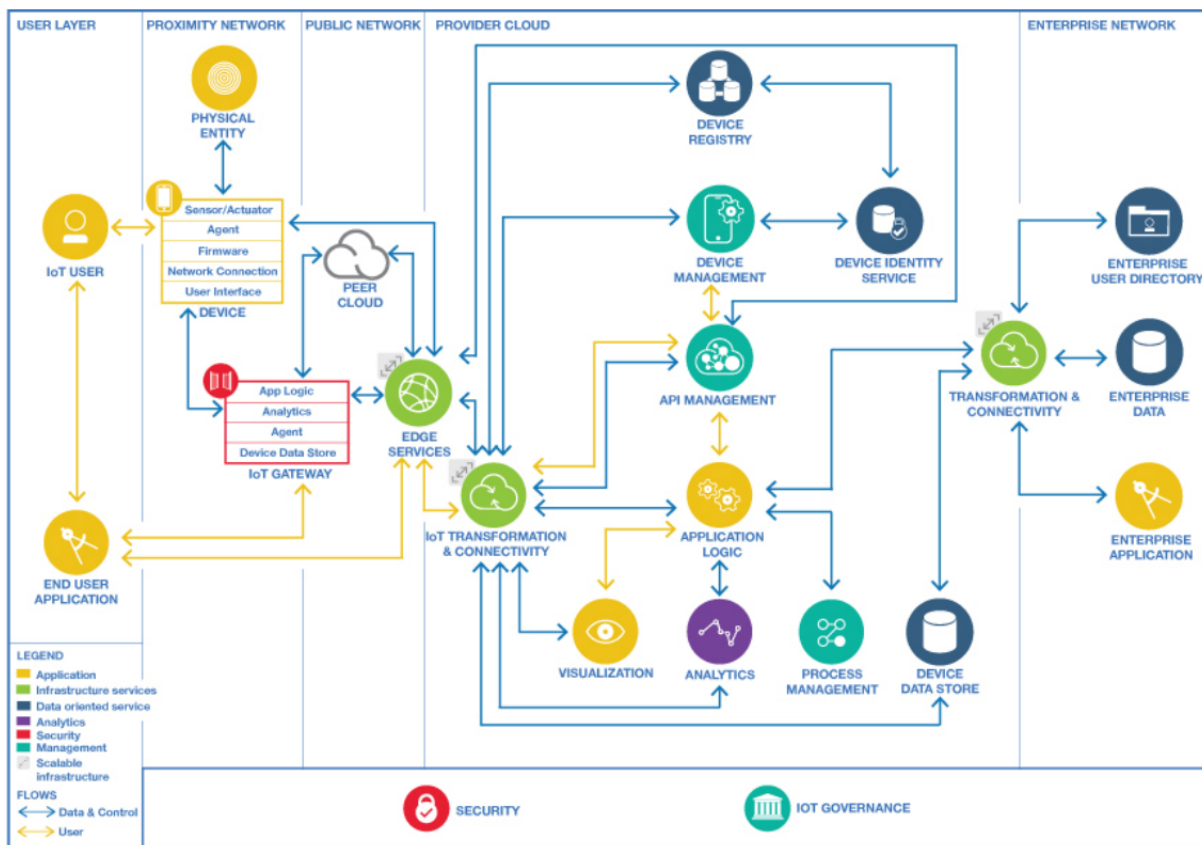 USER LAYER
PROXIMITY NETWORK
PUBLIC NETWORK
PROVIDER CLOUD
ENTERPRISE NETWORK
PHYSICAL
ENTITY
DEVICE
REGISTRY
IoT USER
Sensor/Actuator
Agent
Firmware
Network Connection
User Interface
DEVICE
PEER
CLOUD
DEVICE
MANAGEMENT
DEVICE IDENTITY
SERVICE
ENTERPRISE
USER DIRECTORY
App Logic
Analytics
Agent
Device Data Store
IoT GATEWAY
EDGE
SERVICES
API MANAGEMENT
TRANSFORMATION &
CONNECTIVITY
ENTERPRISE
DATA
END USER
APPLICATION
IoT TRANSFORMATION
& CONNECTIVITY
APPLICATION
LOGIC
ENTERPRISE
APPLICATION
VISUALIZATION
ANALYTICS
PROCESS
MANAGEMENT
DEVICE
DATA STORE
LEGEND
Application
Infrastructure services
Data oriented service
Analytics
Security
Management
Scalable
infrastructure
FLOWS
Data & Control
User
SECURITY
IOT GOVERNANCE